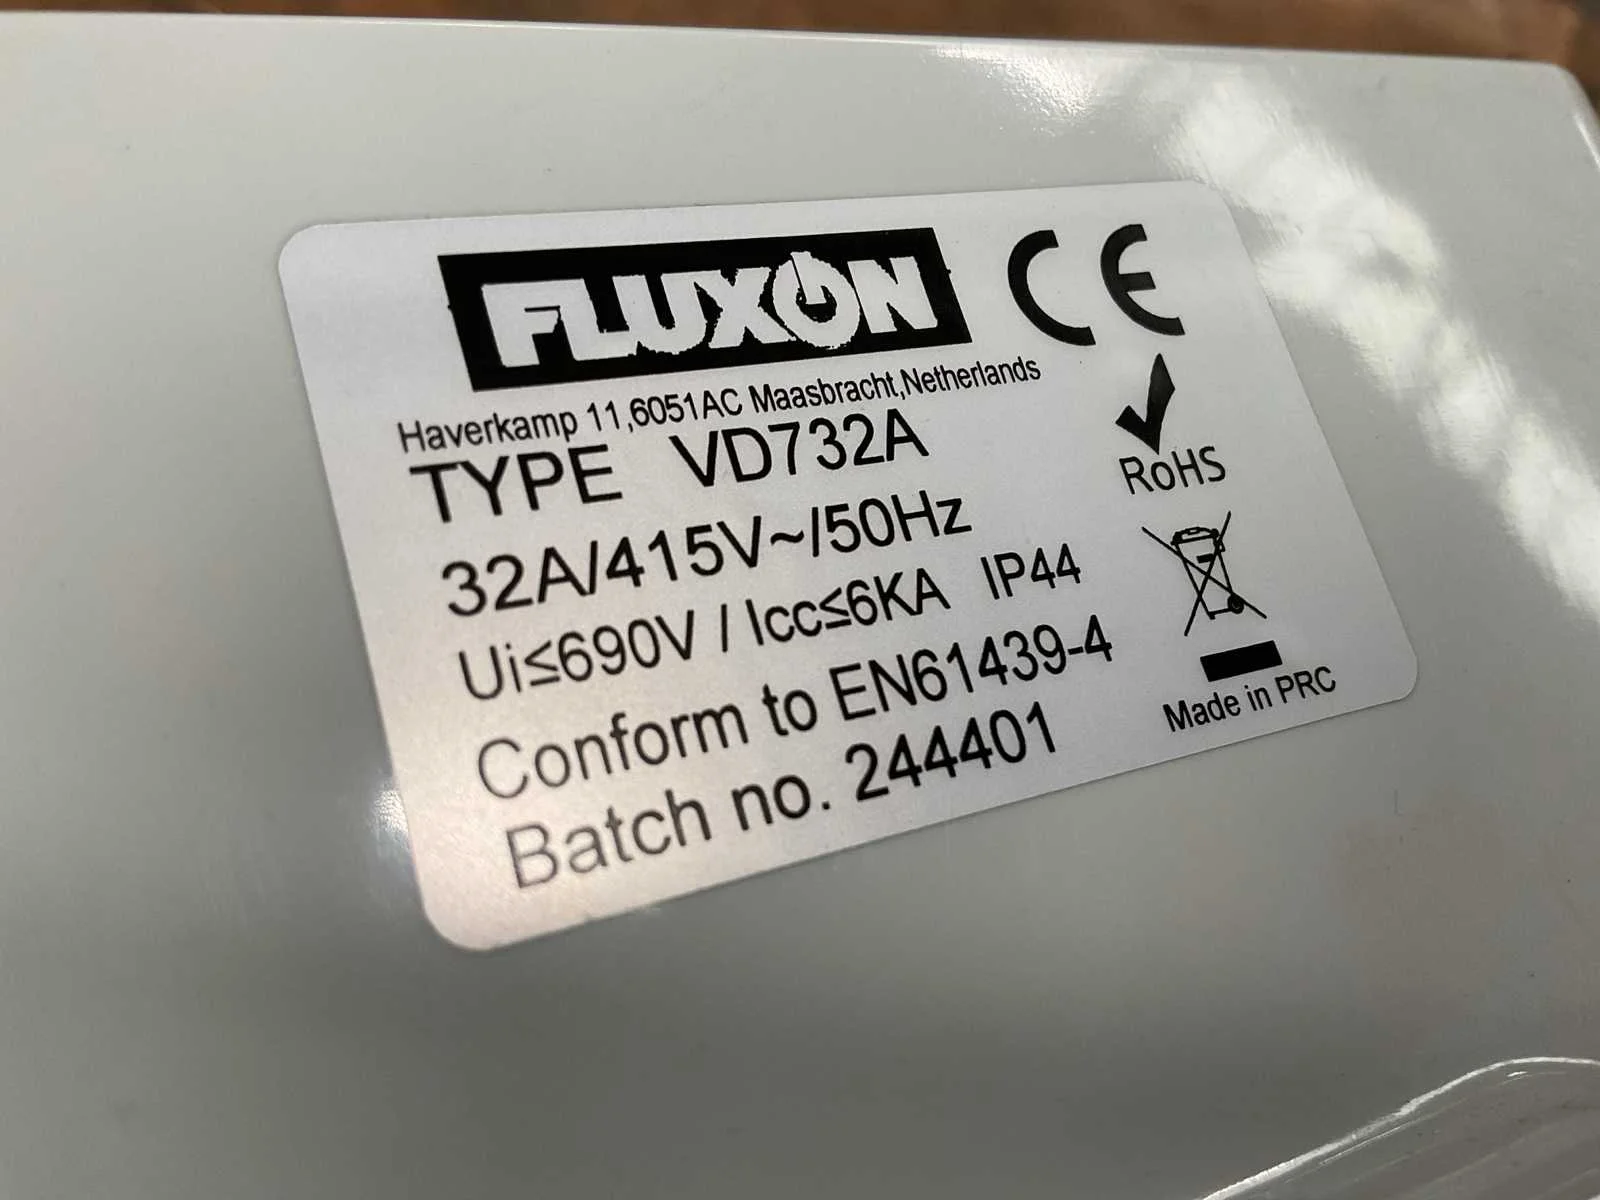 FLUXON
CE
Haverkamp 11,6051AC Maasbracht,Netherlands
TYPE VD732A
RoHS
32A/415V~/50Hz
Ui≤690V / Icc≤6KA IP44
Conform to EN61439-4
Made in PRC
Batch no. 244401